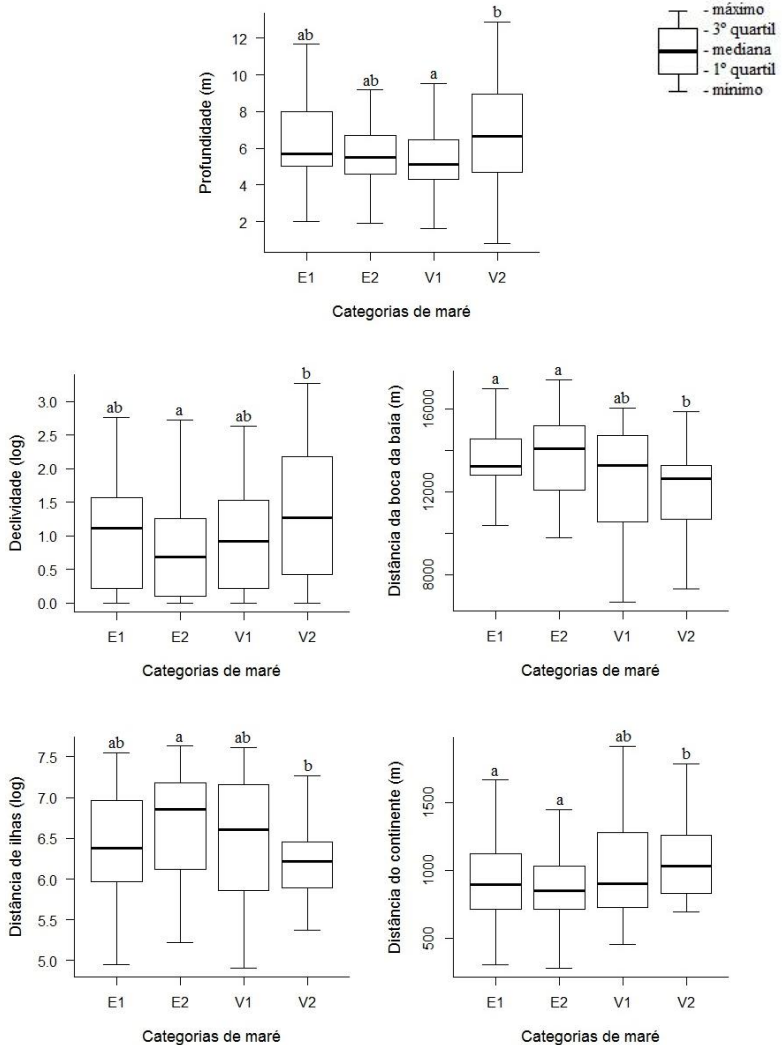 - máximo
- 3º quartil
- mediana
- 1º quartil
- minimo
Profundidade (m)
12
10
8
6
4
2
ab
ab
a
b
E1 E2 V1 V2
Categorias de maré
Declividade (log)
3.0
2.5
2.0
1.5
1.0
0.5
0.0
ab
a
ab
b
E1 E2 V1 V2
Categorias de maré
Distância da boca da baía (m)
16000
12000
8000
a
a
ab
b
E1 E2 V1 V2
Categorias de maré
Distância de ilhas (log)
7.5
7.0
6.5
6.0
5.5
5.0
ab
a
ab
b
E1 E2 V1 V2
Categorias de maré
Distância do continente (m)
1500
1000
500
a
a
ab
b
E1 E2 V1 V2
Categorias de maré